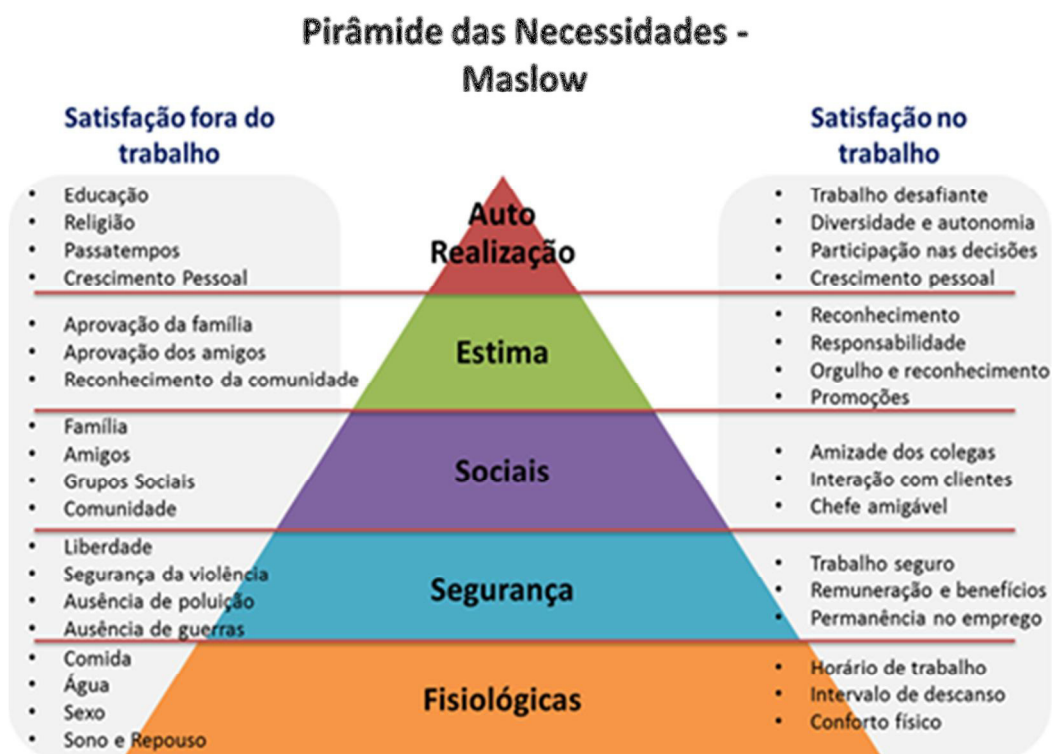 Pirâmide das Necessidades -
Maslow
Satisfação fora do
trabalho
Satisfação no
trabalho
• Educação
• Religião
• Passatempos
• Crescimento Pessoal
Auto
Realização
• Trabalho desafiante
• Diversidade e autonomia
• Participação nas decisões
• Crescimento pessoal
• Aprovação da família
• Aprovação dos amigos
• Reconhecimento da comunidade
Estima
• Reconhecimento
• Responsabilidade
• Orgulho e reconhecimento
• Promoções
• Família
• Amigos
• Grupos Sociais
• Comunidade
Sociais
• Amizade dos colegas
• Interação com clientes
• Chefe amigável
• Liberdade
• Segurança da violência
• Ausência de poluição
• Ausência de guerras
Segurança
• Trabalho seguro
• Remuneração e benefícios
• Permanência no emprego
• Comida
• Água
• Sexo
• Sono e Repouso
Fisiológicas
• Horário de trabalho
• Intervalo de descanso
• Conforto físico